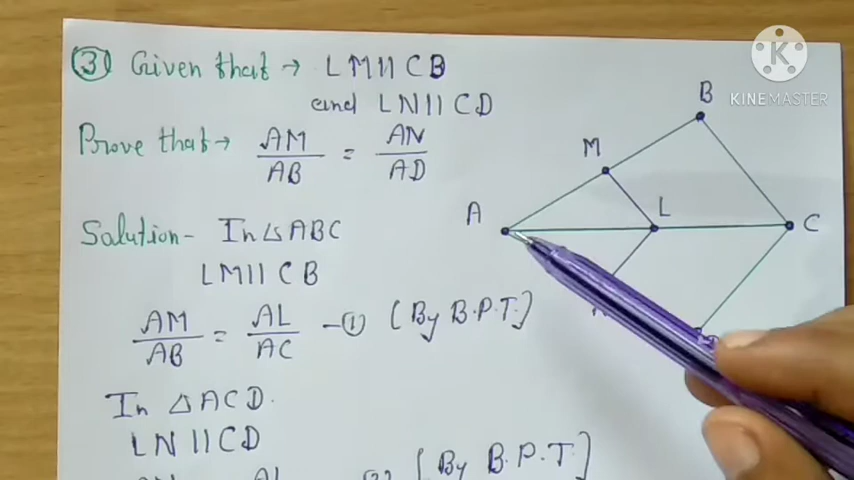 ③ Given that → LM || CB
and LN || CD
Prove that → AM/AB = AN/AD
Solution- In △ABC
LM || CB
AM/AB = AL/AC -① [By B.P.T.]
In △ACD.
LN || CD
[By B.P.T.]
B
M
A
L
C
K
KINEMASTER